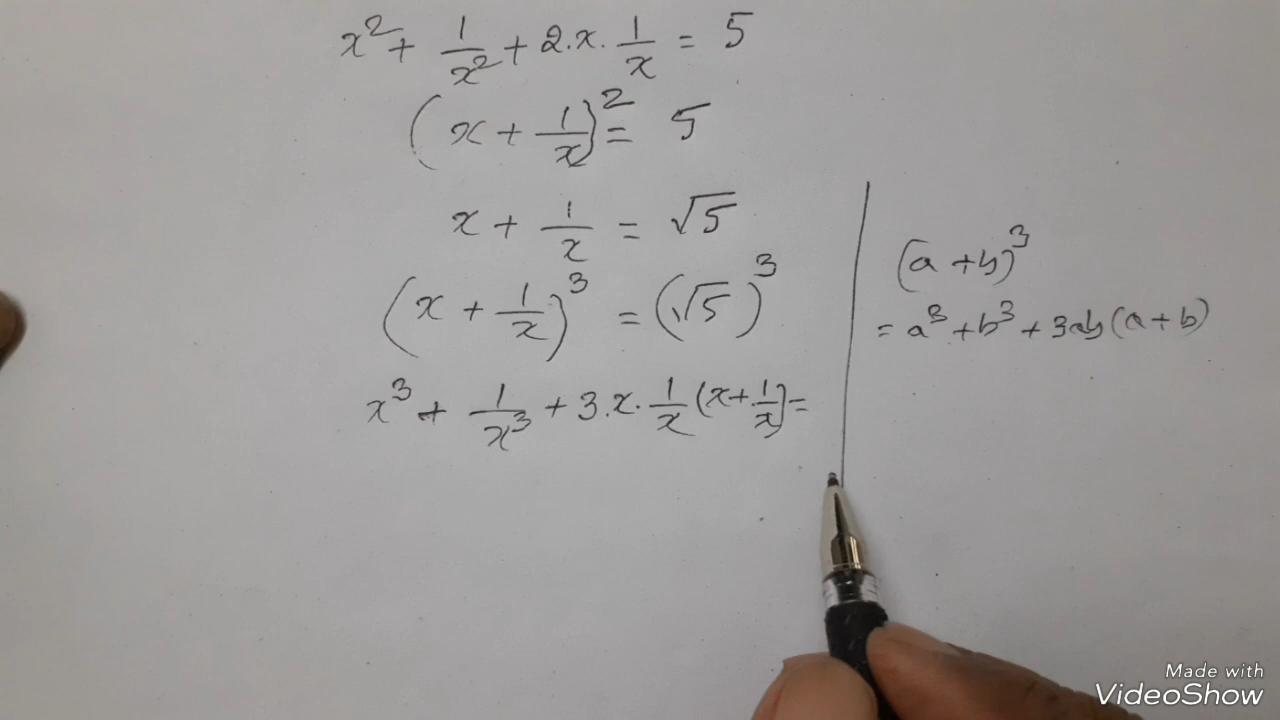 x² + 1/x² + 2.x. 1/x = 5
(x + 1/x)² = 5
x + 1/x = √5
(x + 1/x)³ = (√5)³
x³ + 1/x³ + 3.x. 1/x (x + 1/x) =
(a + b)³
= a³ + b³ + 3ab(a + b)
Made with
VideoShow